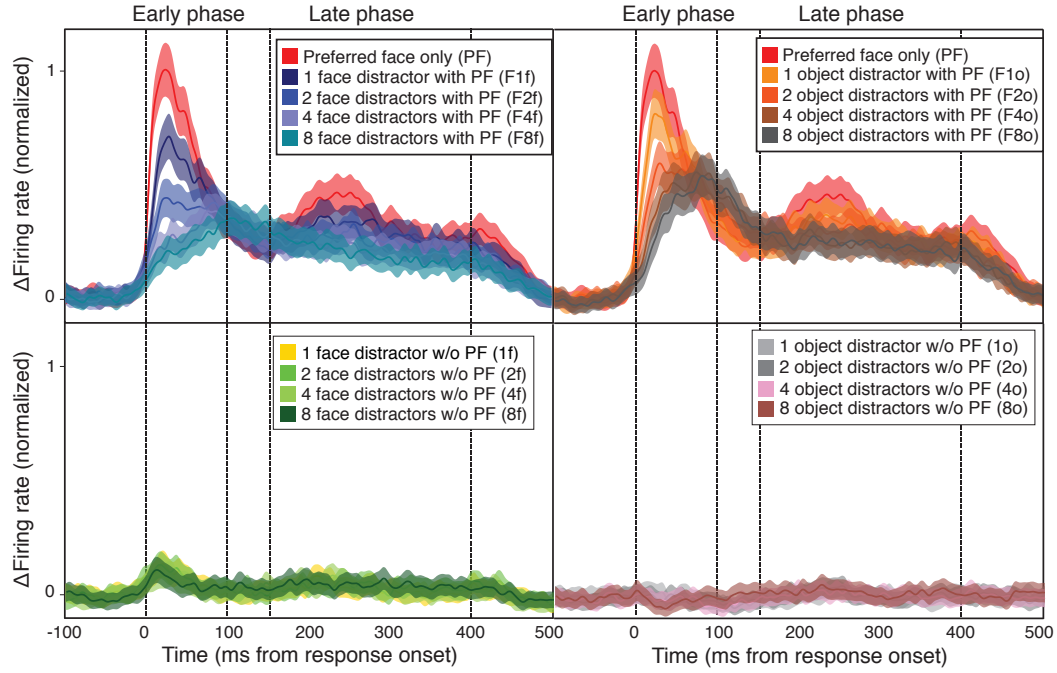 Early phase Late phase Early phase Late phase
ΔFiring rate (normalized)
1
0
Preferred face only (PF)
1 face distractor with PF (F1f)
2 face distractors with PF (F2f)
4 face distractors with PF (F4f)
8 face distractors with PF (F8f)
Preferred face only (PF)
1 object distractor with PF (F1o)
2 object distractors with PF (F2o)
4 object distractors with PF (F4o)
8 object distractors with PF (F8o)
ΔFiring rate (normalized)
1
0
1 face distractor w/o PF (1f)
2 face distractors w/o PF (2f)
4 face distractors w/o PF (4f)
8 face distractors w/o PF (8f)
1 object distractor w/o PF (1o)
2 object distractors w/o PF (2o)
4 object distractors w/o PF (4o)
8 object distractors w/o PF (8o)
-100 0 100 200 300 400 500 0 100 200 300 400 500
Time (ms from response onset) Time (ms from response onset)